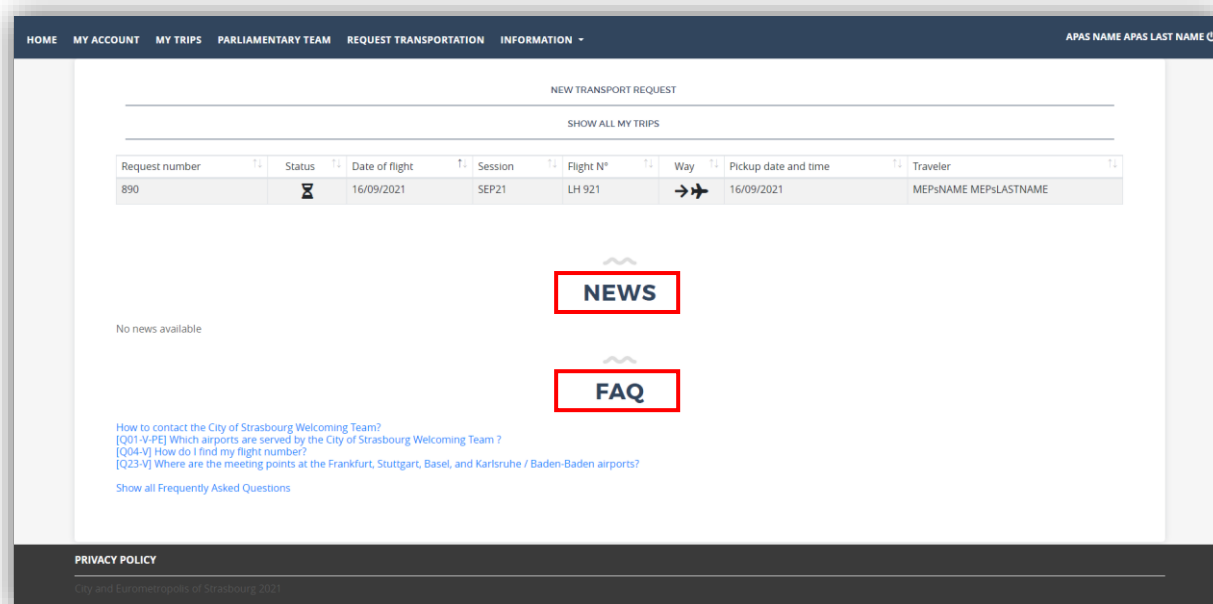 HOME MY ACCOUNT MY TRIPS PARLIAMENTARY TEAM REQUEST TRANSPORTATION INFORMATION APAS NAME APAS LAST NAME
NEW TRANSPORT REQUEST
SHOW ALL MY TRIPS
Request number Status Date of flight Session Flight N° Way Pickup date and time Traveler
890 16/09/2021 SEP21 LH 921 16/09/2021 MEPsNAME MEPsLASTNAME
NEWS
No news available
FAQ
How to contact the City of Strasbourg Welcoming Team?
[Q01-V-PE] Which airports are served by the City of Strasbourg Welcoming Team ?
[Q04-V] How do I find my flight number?
[Q23-V] Where are the meeting points at the Frankfurt, Stuttgart, Basel, and Karlsruhe / Baden-Baden airports?
Show all Frequently Asked Questions
PRIVACY POLICY
City and Eurometropolis of Strasbourg 2021